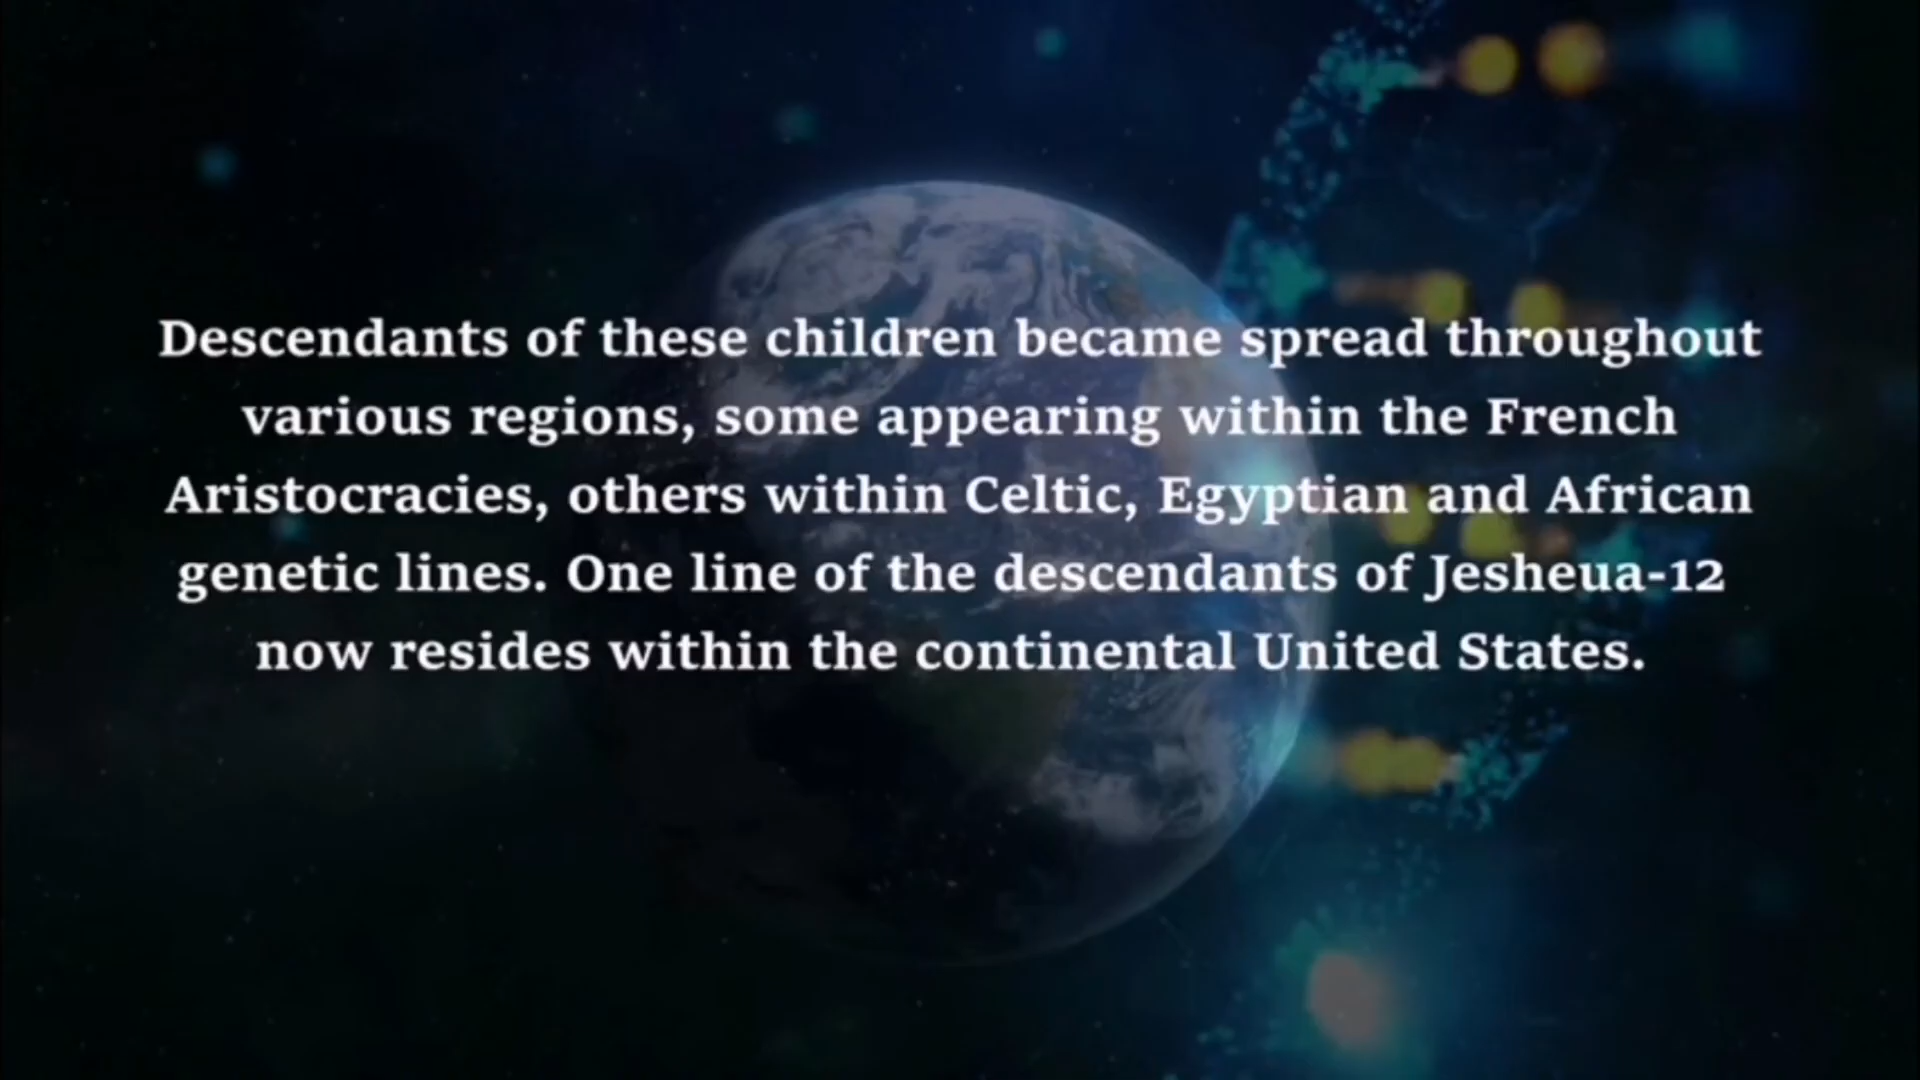 Descendants of these children became spread throughout
various regions, some appearing within the French
Aristocracies, others within Celtic, Egyptian and African
genetic lines. One line of the descendants of Jesheua-12
now resides within the continental United States.